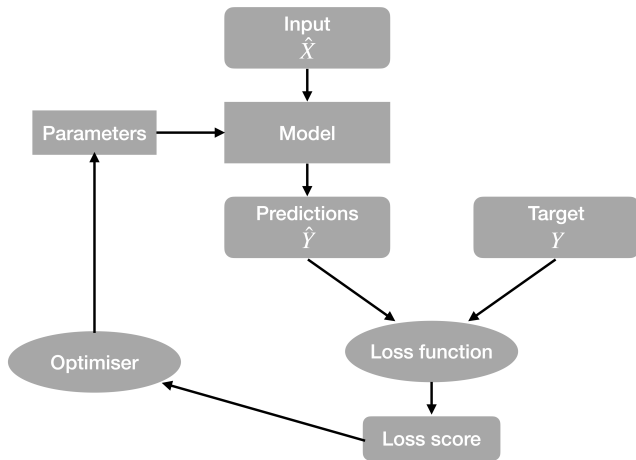 Input
X̂
Parameters
Model
Predictions
Ŷ
Target
Y
Optimiser
Loss function
Loss score